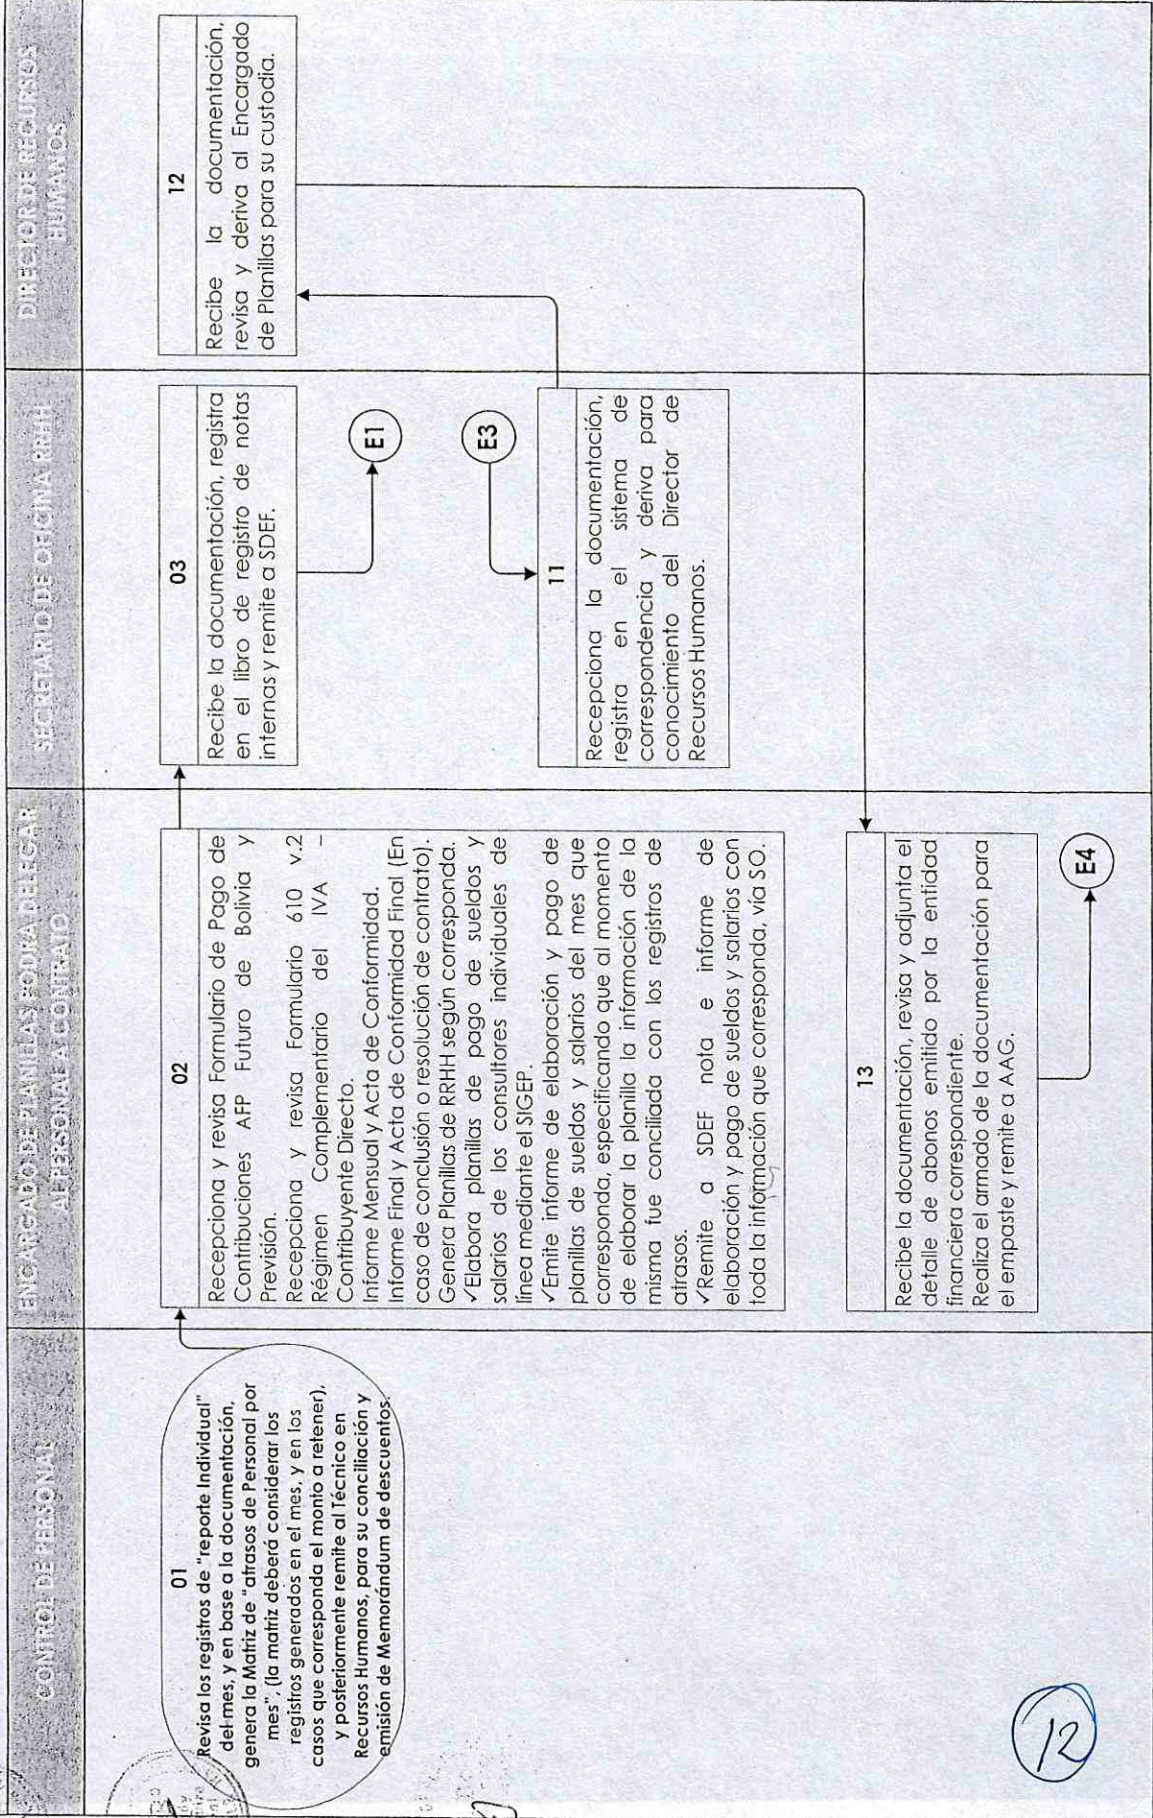 CONTROL DE PERSONAL
ENCARGADO DE PLANILLAS
AL PERSONAL A CONTRATO
SECRETARIO DE OFICINA RRHH
DIRECTOR DE RECURSOS
HUMANOS
01
Revisa los registros de "reporte Individual"
del mes, y en base a la documentación,
genera la Matriz de "atrasos de Personal por
mes", (la matriz deberá considerar los
registros generados en el mes, y en los
casos que corresponda el monto a retener),
y posteriormente remite al Técnico en
Recursos Humanos, para su conciliación y
emisión de Memorándum de descuentos.
02
Recepciona y revisa Formulario de Pago de
Contribuciones AFP Futuro de Bolivia y
Previsión.
Recepciona y revisa Formulario 610 v.2
Régimen Complementario del IVA –
Contribuyente Directo.
Informe Mensual y Acta de Conformidad.
Informe Final y Acta de Conformidad Final (En
caso de conclusión o resolución de contrato).
Genera Planillas de RRHH según corresponda.
✓Elabora planillas de pago de sueldos y
salarios de los consultores individuales de
línea mediante el SIGEP.
✓Emite informe de elaboración y pago de
planillas de sueldos y salarios del mes que
corresponda, especificando que al momento
de elaborar la planilla la información de la
misma fue conciliada con los registros de
atrasos.
✓Remite a SDEF nota e informe de
elaboración y pago de sueldos y salarios con
toda la información que corresponda, vía SO.
03
Recibe la documentación, registra
en el libro de registro de notas
internas y remite a SDEF.
E1
E3
11
Recepciona la documentación,
registra en el sistema de
correspondencia y deriva para
conocimiento del Director de
Recursos Humanos.
12
Recibe la documentación,
revisa y deriva al Encargado
de Planillas para su custodia.
13
Recibe la documentación, revisa y adjunta el
detalle de abonos emitido por la entidad
financiera correspondiente.
Realiza el armado de la documentación para
el empaste y remite a AAG.
E4
12